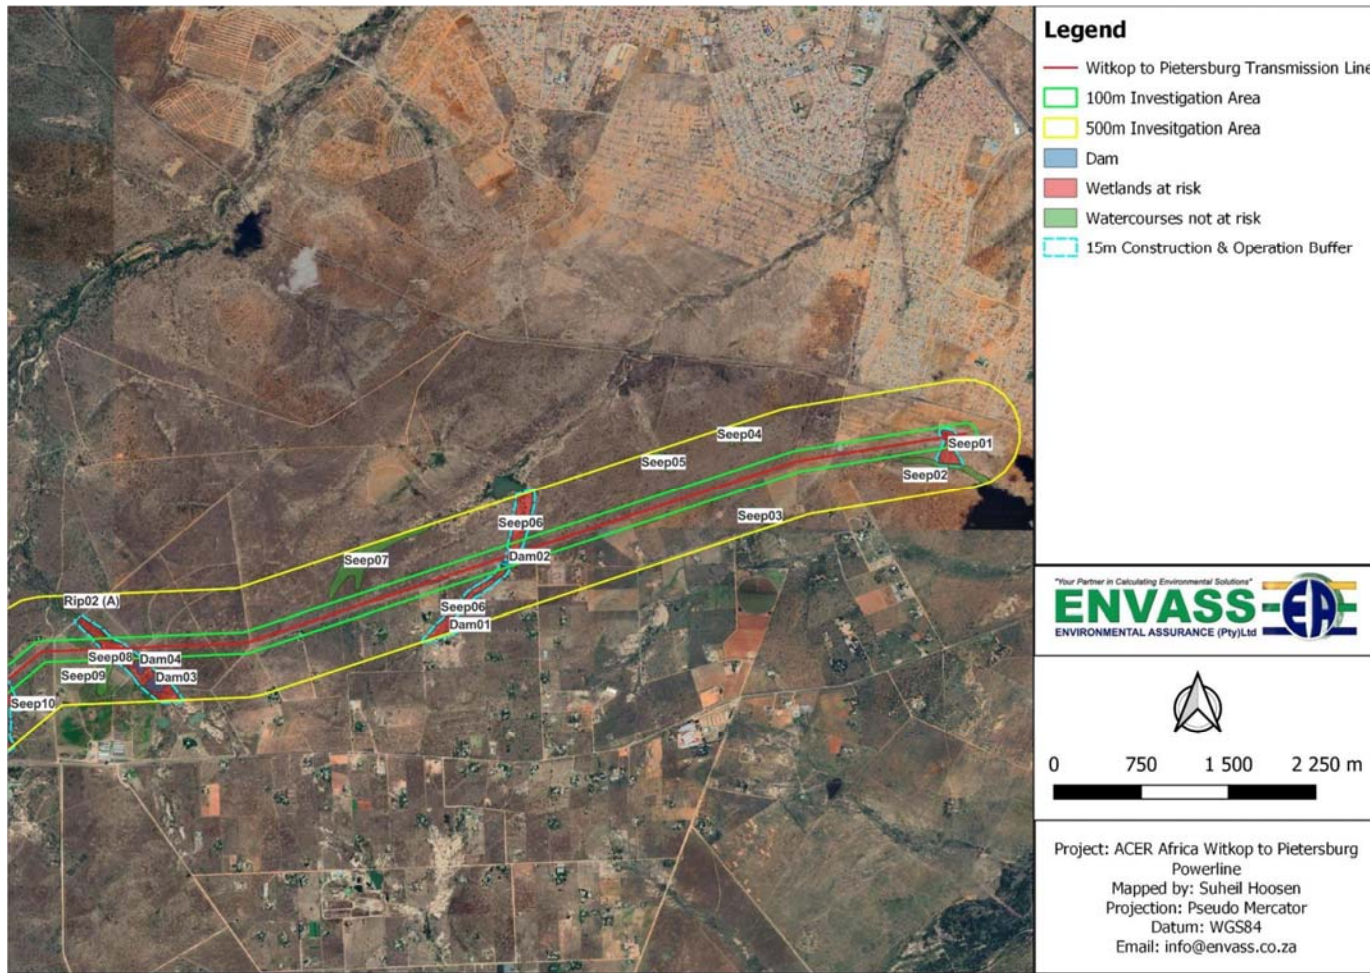 Legend
Witkop to Pietersburg Transmission Line
100m Investigation Area
500m Invesitgation Area
Dam
Wetlands at risk
Watercourses not at risk
15m Construction & Operation Buffer
Seep04
Seep01
Seep05
Seep02
Seep03
Seep06
Dam02
Seep07
Rip02 (A)
Seep06
Dam01
Seep08
Dam04
Seep09
Dam03
Seep10
"Your Partner in Calculating Environmental Solutions"
ENVASS EA
ENVIRONMENTAL ASSURANCE (Pty)Ltd
0 750 1 500 2 250 m
Project: ACER Africa Witkop to Pietersburg
Powerline
Mapped by: Suheil Hoosen
Projection: Pseudo Mercator
Datum: WGS84
Email: info@envass.co.za